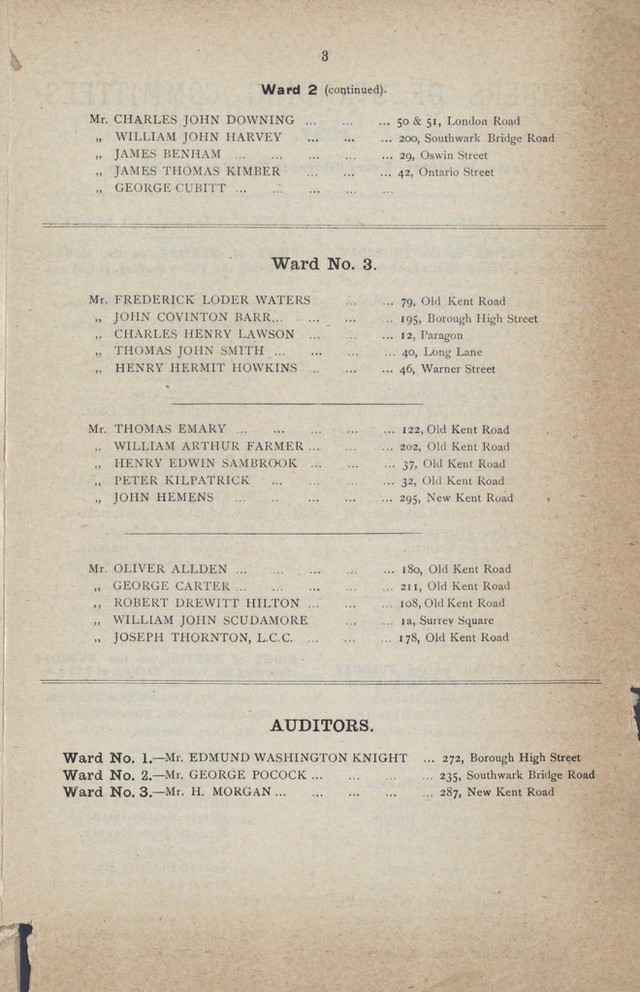 3
Ward 2 (continued).
Mr. CHARLES JOHN DOWNING ... ... ... 50 & 51, London Road
„ WILLIAM JOHN HARVEY ... ... ... 200, Southwark Bridge Road
„ JAMES BENHAM ... ... ... ... ... 29, Oswin Street
„ JAMES THOMAS KIMBER ... ... ... 42, Ontario Street
„ GEORGE CUBITT ... ... ... ... ...
Ward No. 3.
Mr. FREDERICK LODER WATERS ... ... 79, Old Kent Road
„ JOHN COVINTON BARR... ... ... ... 195, Borough High Street
„ CHARLES HENRY LAWSON ... ... ... 12, Paragon
„ THOMAS JOHN SMITH ... ... ... ... 40, Long Lane
„ HENRY HERMIT HOWKINS ... ... ... 46, Warner Street
Mr. THOMAS EMARY ... ... ... ... ... 122, Old Kent Road
„ WILLIAM ARTHUR FARMER ... ... ... 202, Old Kent Road
„ HENRY EDWIN SAMBROOK ... ... ... 37, Old Kent Road
„ PETER KILPATRICK ... ... ... ... 32, Old Kent Road
„ JOHN HEMENS ... ... ... ... ... 295, New Kent Road
Mr. OLIVER ALLDEN ... ... ... ... ... 180, Old Kent Road
„ GEORGE CARTER ... ... ... ... ... 211, Old Kent Road
„ ROBERT DREWITT HILTON ... ... ... 108, Old Kent Road
„ WILLIAM JOHN SCUDAMORE ... ... 1a, Surrey Square
„ JOSEPH THORNTON, L.C.C. ... ... ... 178, Old Kent Road
AUDITORS.
Ward No. 1.—Mr. EDMUND WASHINGTON KNIGHT ... 272, Borough High Street
Ward No. 2.—Mr. GEORGE POCOCK ... ... ... ... 235, Southwark Bridge Road
Ward No. 3.—Mr. H. MORGAN ... ... ... ... ... 287, New Kent Road